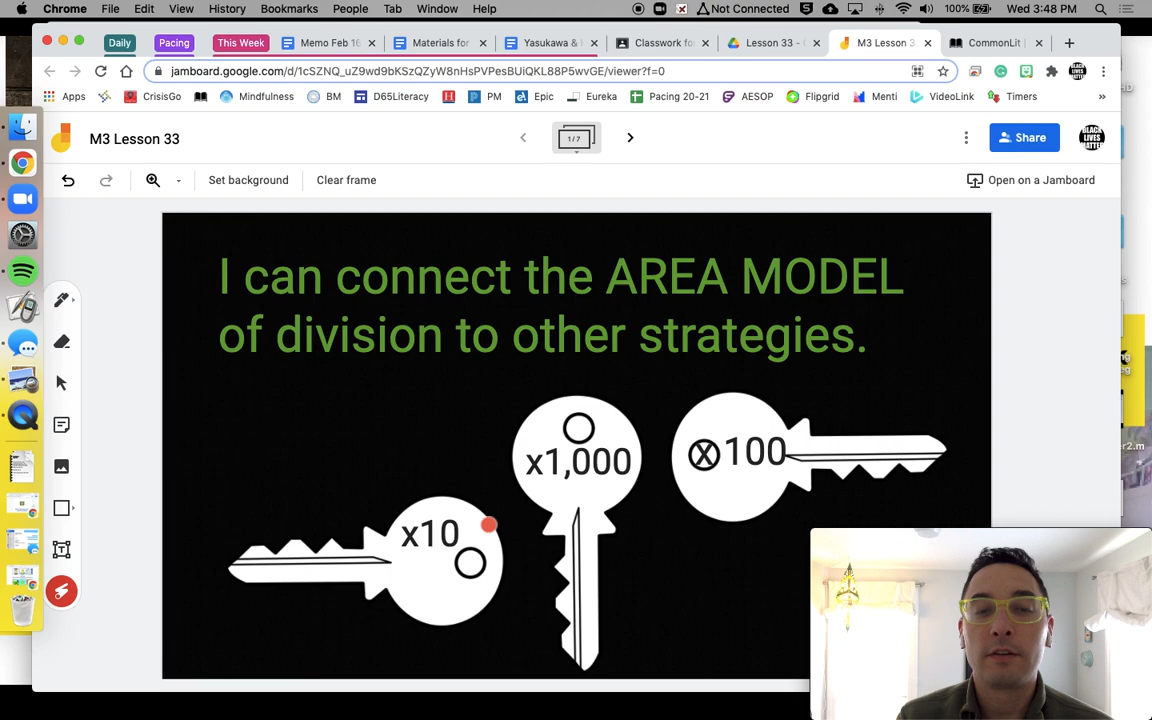 Chrome File Edit View History Bookmarks People Tab Window Help Not Connected 100% Wed 3:48 PM
Daily Pacing This Week Memo Feb 16 Materials for Yasukawa & Classwork fo Lesson 33 - M3 Lesson 3 CommonLit |
jamboard.google.com/d/1cSZNQ_uZ9wd9bKSzQZyW8nHsPVPesBUiQKL88P5wvGE/viewer?f=0
Apps CrisisGo Mindfulness BM D65Literacy PM Epic Eureka Pacing 20-21 AESOP Flipgrid Menti VideoLink Timers »
M3 Lesson 33
1/7
Share
BLACK LIVES MATTER
Set background Clear frame Open on a Jamboard
I can connect the AREA MODEL
of division to other strategies.
x1,000
x100
x10